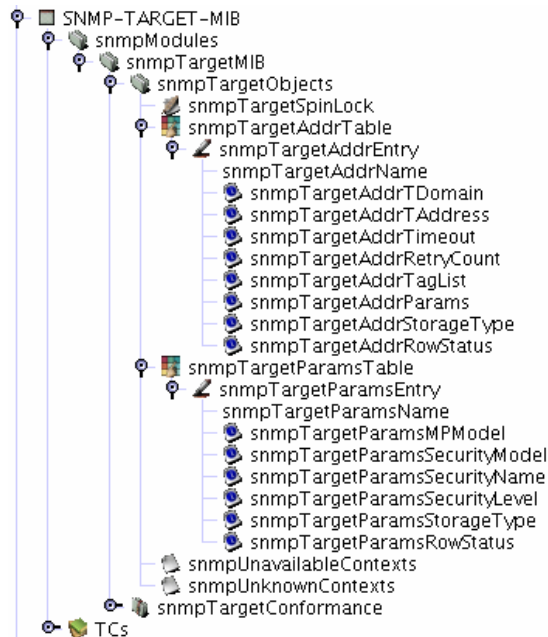 SNMP-TARGET-MIB
snmpModules
snmpTargetMIB
snmpTargetObjects
snmpTargetSpinLock
snmpTargetAddrTable
snmpTargetAddrEntry
snmpTargetAddrName
snmpTargetAddrTDomain
snmpTargetAddrTAddress
snmpTargetAddrTimeout
snmpTargetAddrRetryCount
snmpTargetAddrTagList
snmpTargetAddrParams
snmpTargetAddrStorageType
snmpTargetAddrRowStatus
snmpTargetParamsTable
snmpTargetParamsEntry
snmpTargetParamsName
snmpTargetParamsMPModel
snmpTargetParamsSecurityModel
snmpTargetParamsSecurityName
snmpTargetParamsSecurityLevel
snmpTargetParamsStorageType
snmpTargetParamsRowStatus
snmpUnavailableContexts
snmpUnknownContexts
snmpTargetConformance
TCs